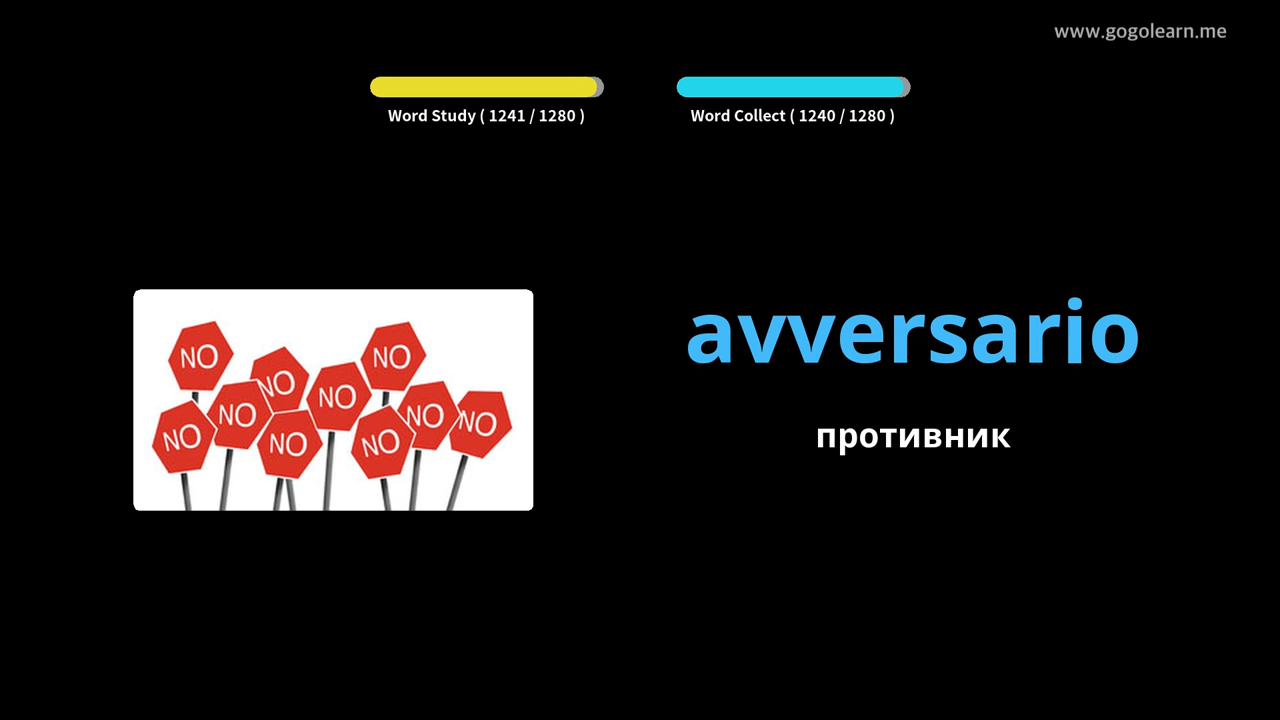 www.gogolearn.me
Word Study ( 1241 / 1280 )
Word Collect ( 1240 / 1280 )
NO
NO
NO
NO
NO
NO
NO
NO
NO
NO
avversario
противник